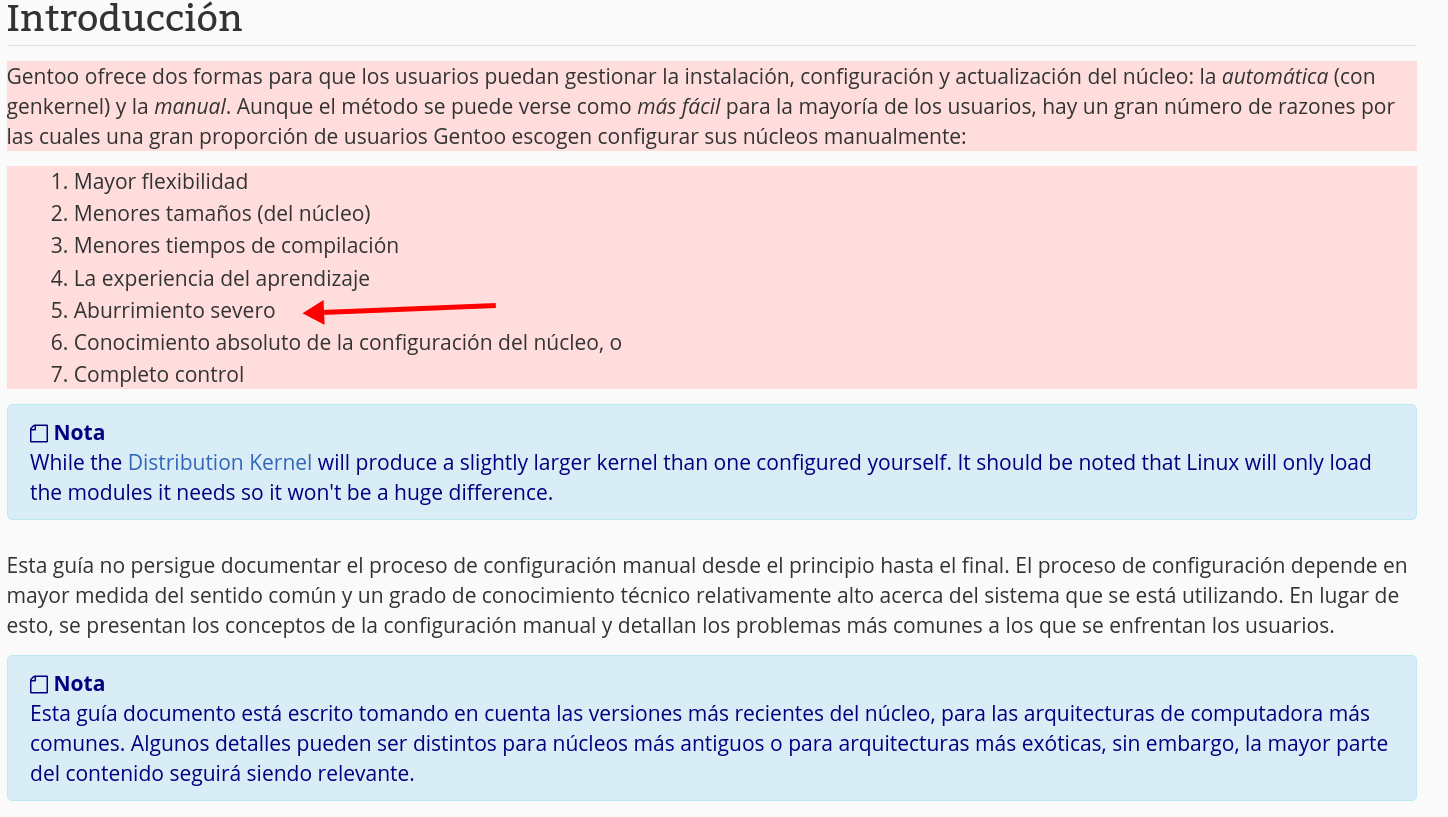 Introducción
Gentoo ofrece dos formas para que los usuarios puedan gestionar la instalación, configuración y actualización del núcleo: la automática (con
genkernel) y la manual. Aunque el método se puede verse como más fácil para la mayoría de los usuarios, hay un gran número de razones por
las cuales una gran proporción de usuarios Gentoo escogen configurar sus núcleos manualmente:
1. Mayor flexibilidad
2. Menores tamaños (del núcleo)
3. Menores tiempos de compilación
4. La experiencia del aprendizaje
5. Aburrimiento severo
6. Conocimiento absoluto de la configuración del núcleo, o
7. Completo control
Nota
While the Distribution Kernel will produce a slightly larger kernel than one configured yourself. It should be noted that Linux will only load
the modules it needs so it won't be a huge difference.
Esta guía no persigue documentar el proceso de configuración manual desde el principio hasta el final. El proceso de configuración depende en
mayor medida del sentido común y un grado de conocimiento técnico relativamente alto acerca del sistema que se está utilizando. En lugar de
esto, se presentan los conceptos de la configuración manual y detallan los problemas más comunes a los que se enfrentan los usuarios.
Nota
Esta guía documento está escrito tomando en cuenta las versiones más recientes del núcleo, para las arquitecturas de computadora más
comunes. Algunos detalles pueden ser distintos para núcleos más antiguos o para arquitecturas más exóticas, sin embargo, la mayor parte
del contenido seguirá siendo relevante.